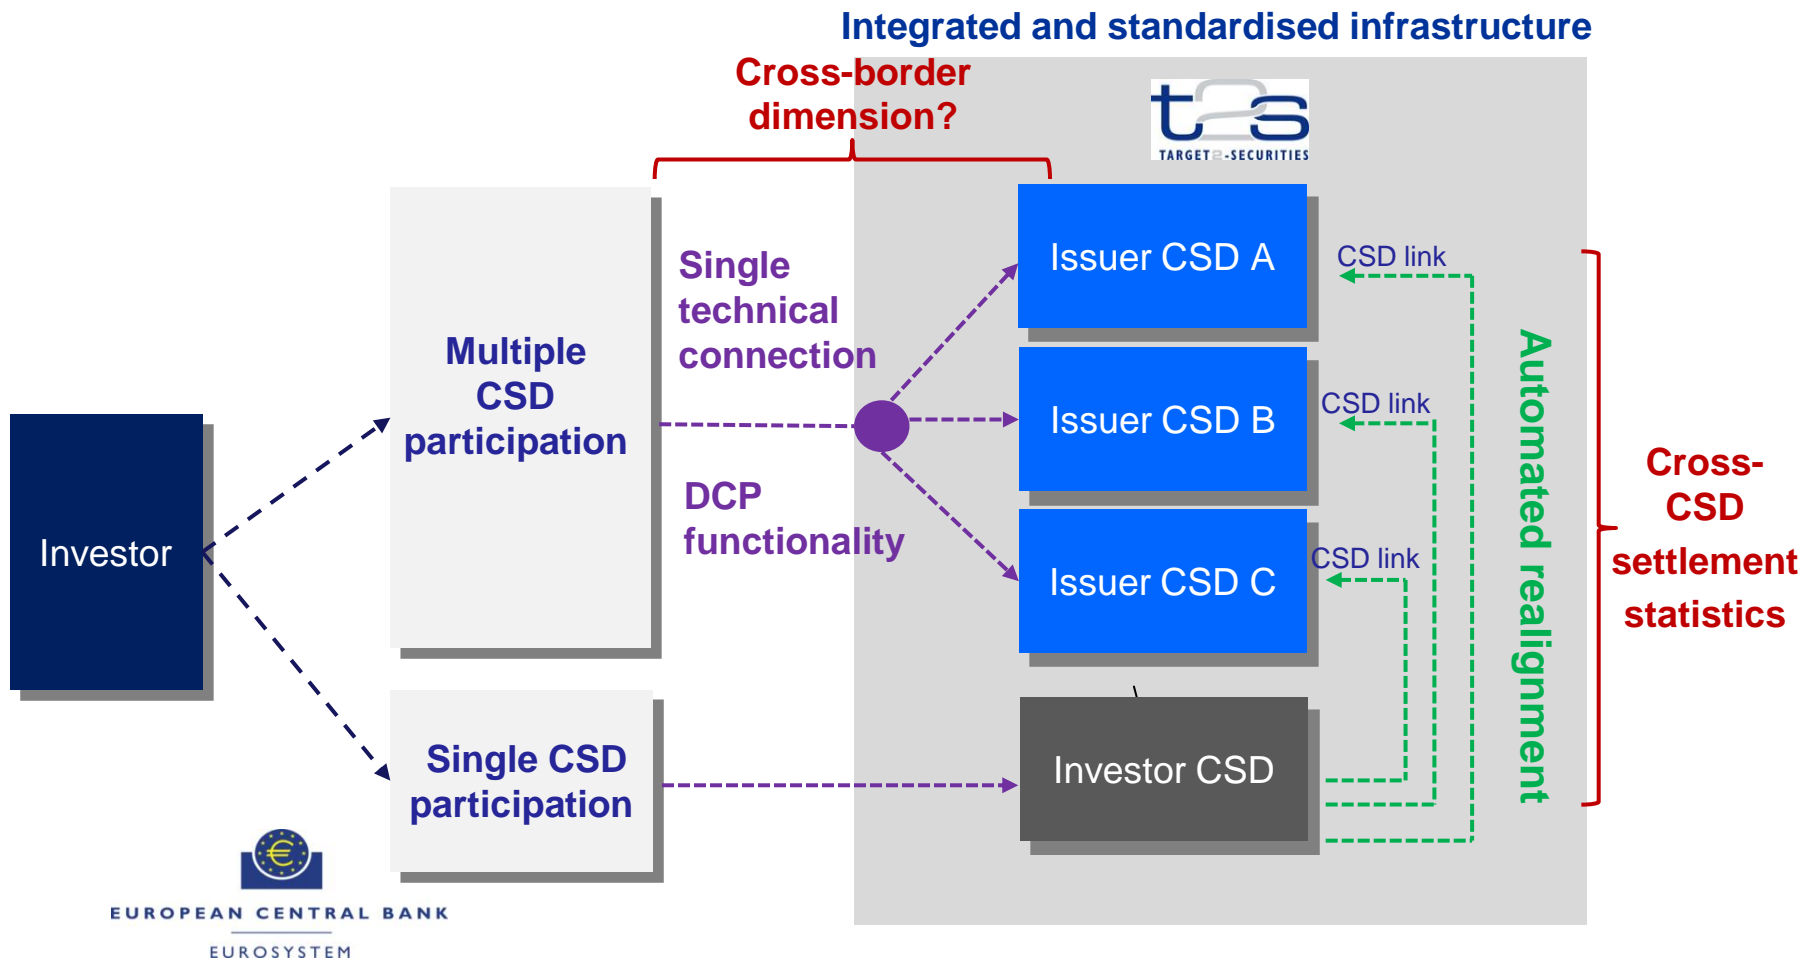 Integrated and standardised infrastructure
Cross-border
dimension?
t2s
TARGET2-SECURITIES
Investor
Multiple
CSD
participation
Single CSD
participation
Single
technical
connection
DCP
functionality
Issuer CSD A
Issuer CSD B
Issuer CSD C
Investor CSD
CSD link
CSD link
CSD link
Automated realignment
Cross-
CSD
settlement
statistics
EUROPEAN CENTRAL BANK
EUROSYSTEM